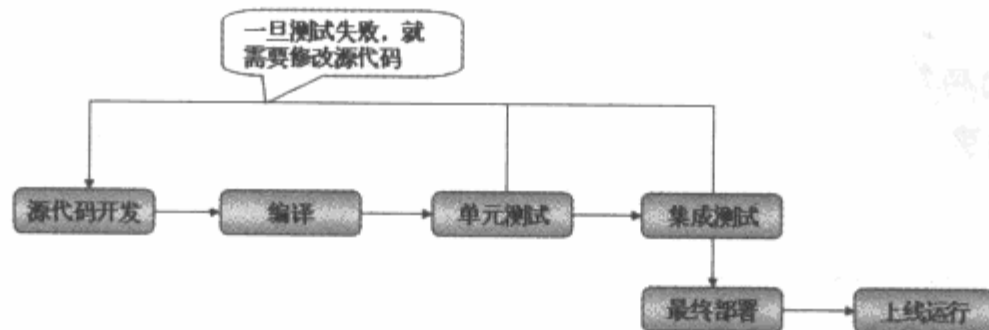 一旦测试失败，就
需要修改源代码
源代码开发
编译
单元测试
集成测试
最终部署
上线运行